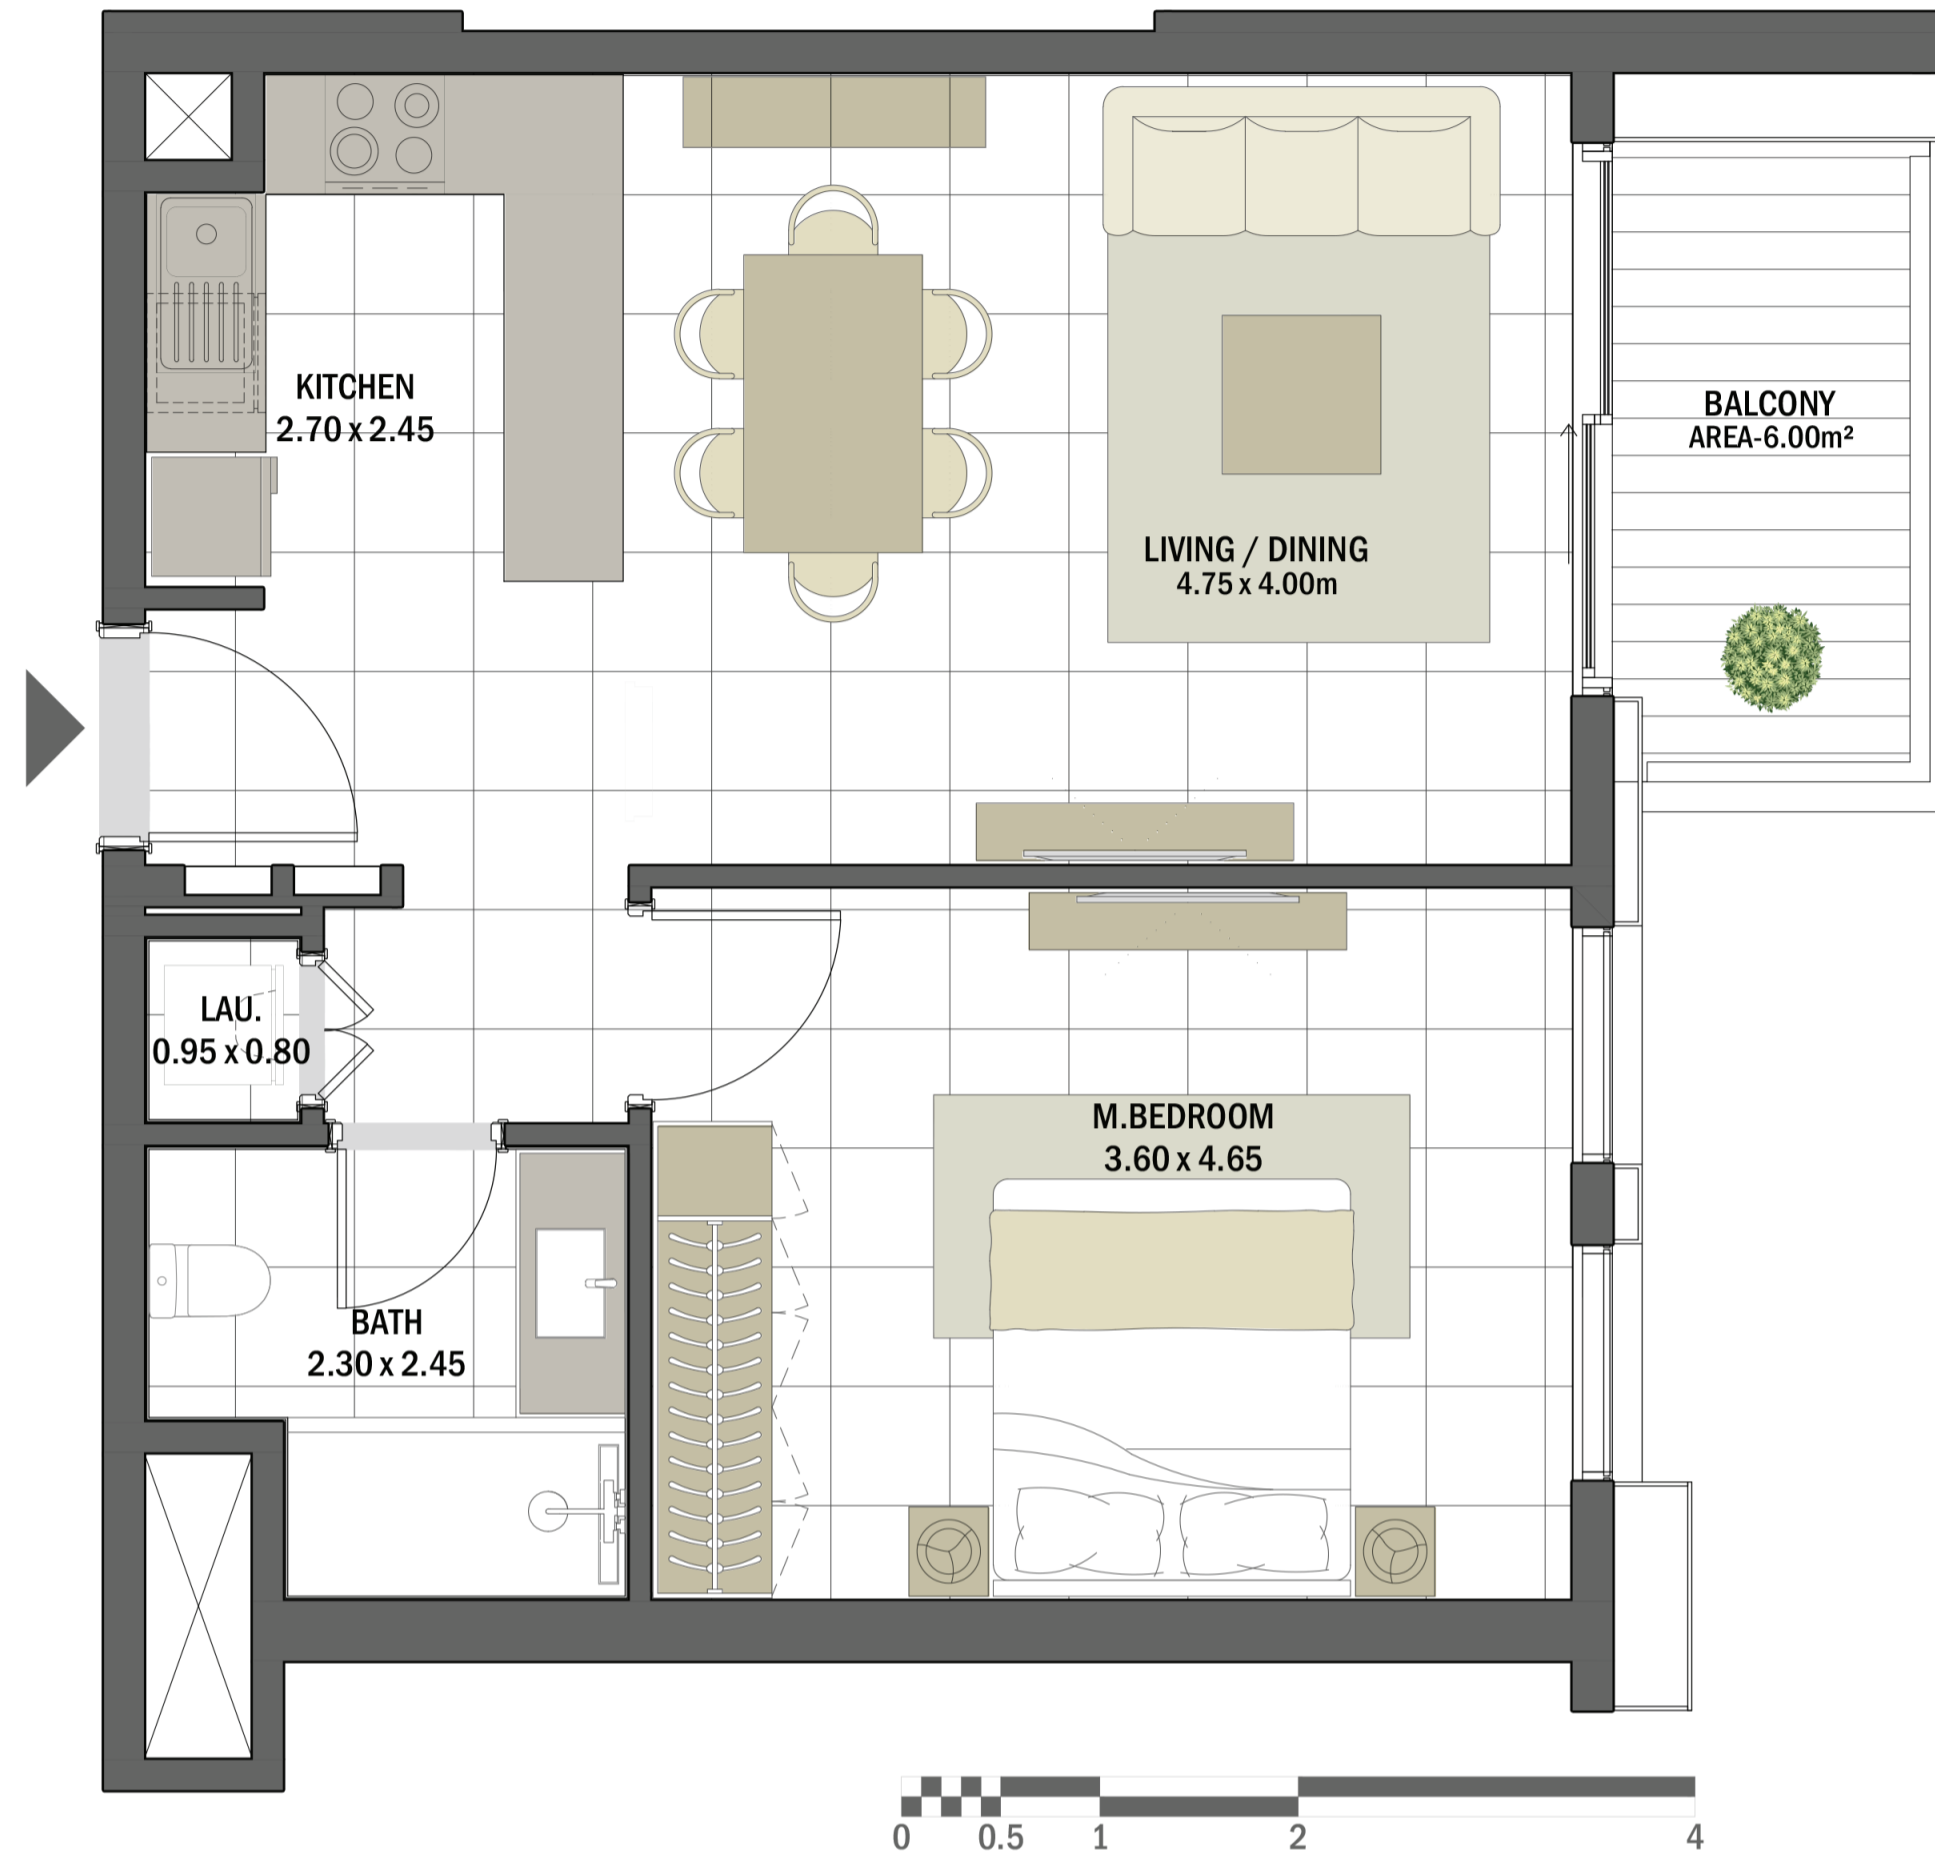 KITCHEN
2.70 x 2.45
BALCONY
AREA-6.00m²
LIVING / DINING
4.75 x 4.00m
LAU.
0.95 x 0.80
M.BEDROOM
3.60 x 4.65
BATH
2.30 x 2.45
0 0.5 1 2 4